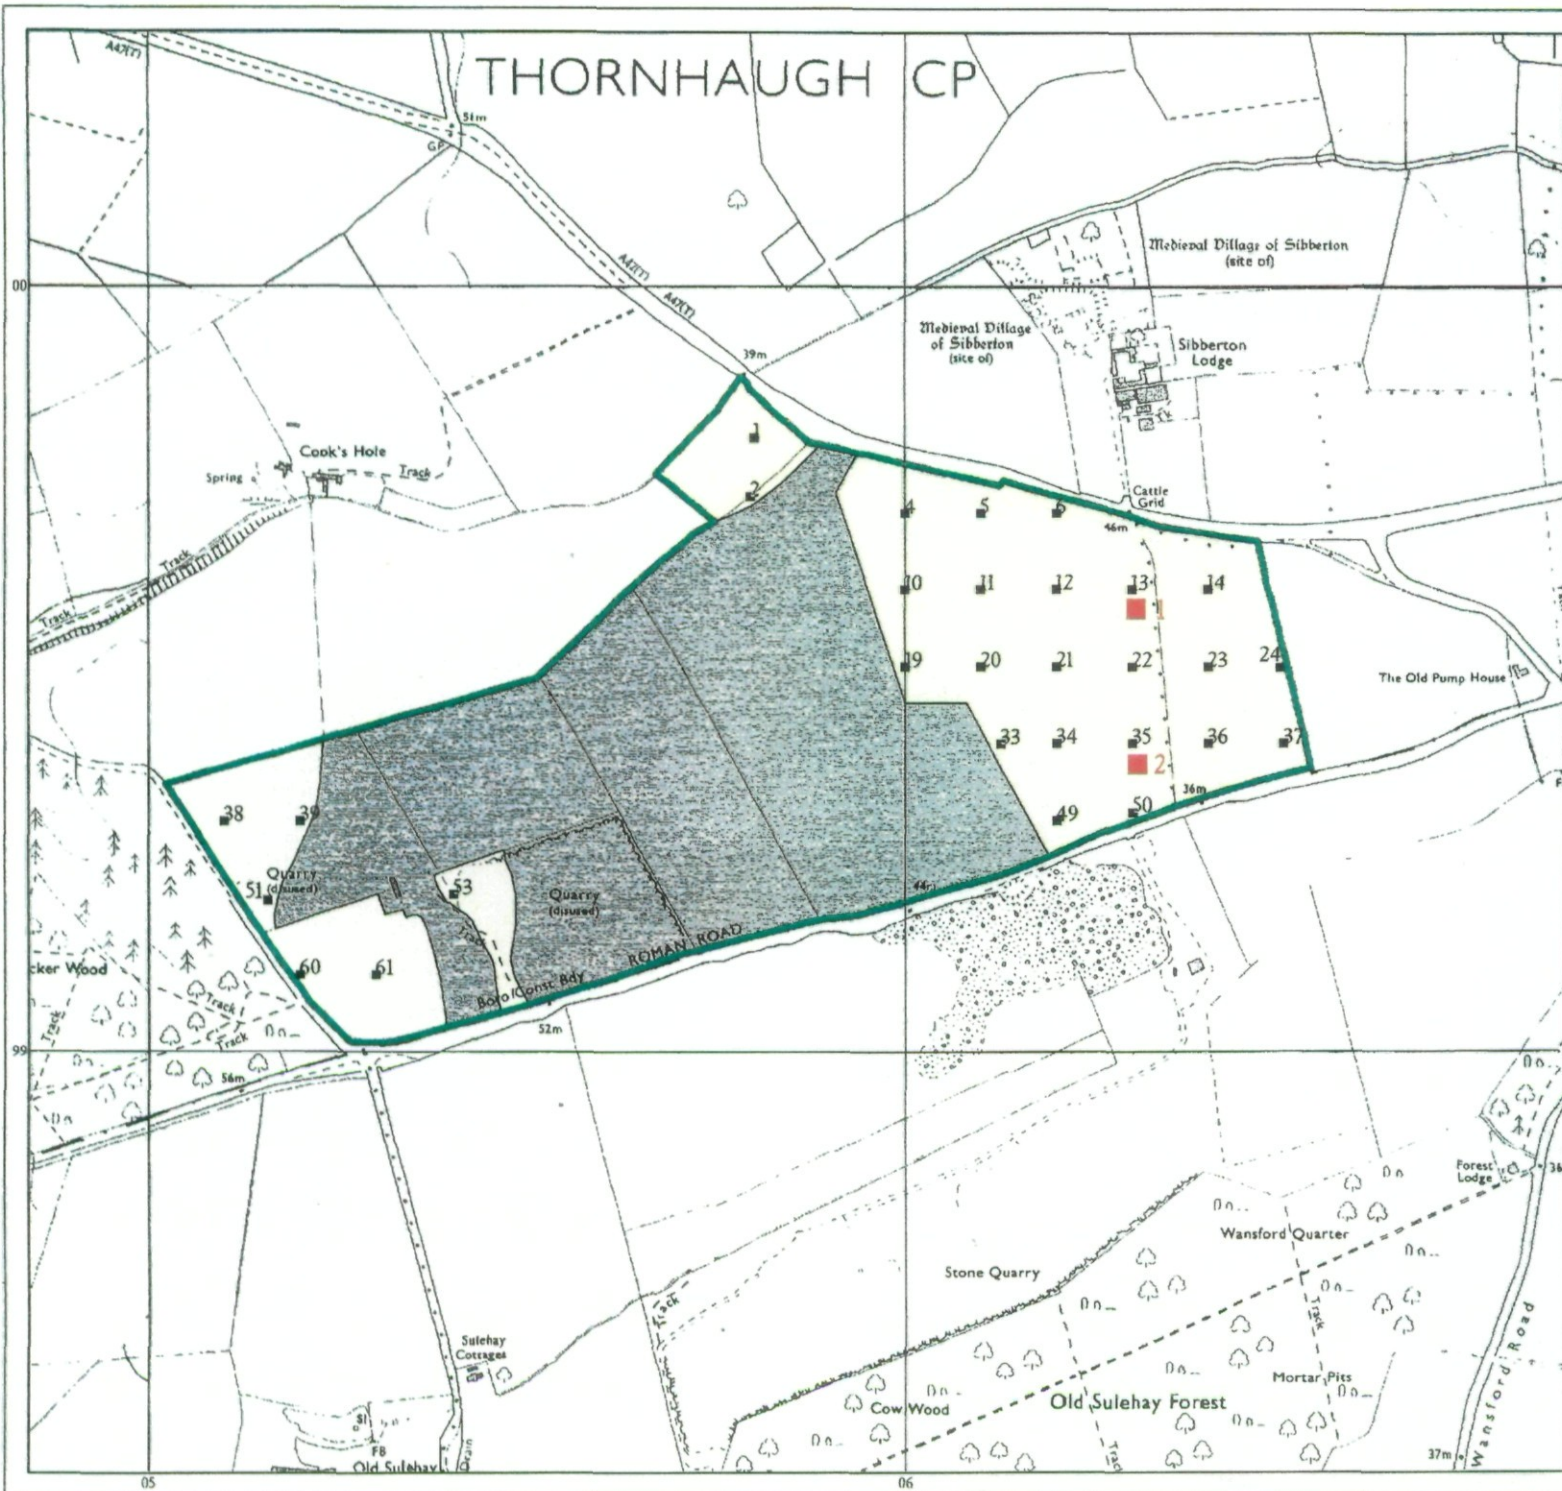 THORNHAUGH CP
A47(T)
51m
GP
A47(T)
A47(T)
Medieval Village of Sibberton
(site of)
00
Medieval Village
of Sibberton
(site of)
Sibberton
Lodge
39m
1
Cook's Hole
Track
Spring
2
Cattle
Grid
4
5
6
46m
Track
10
11
12
13
14
1
Track
19
20
21
22
23
24
The Old Pump House
33
34
35
36
37
2
36m
38
39
49
50
Quarry
(disused)
51
53
Quarry
(disused)
44m
Track
ROMAN ROAD
60
61
cker Wood
Boro Const Bdy
Track
Track
Track
52m
99
56m
Forest
Lodge
36
Wansford Quarter
Stone Quarry
Track
Track
Wansford Road
Sulehay
Cottages
Mortar Pits
Old Sulehay Forest
Cow Wood
FB
Old Sulehay
Drain
Track
37m
05
06